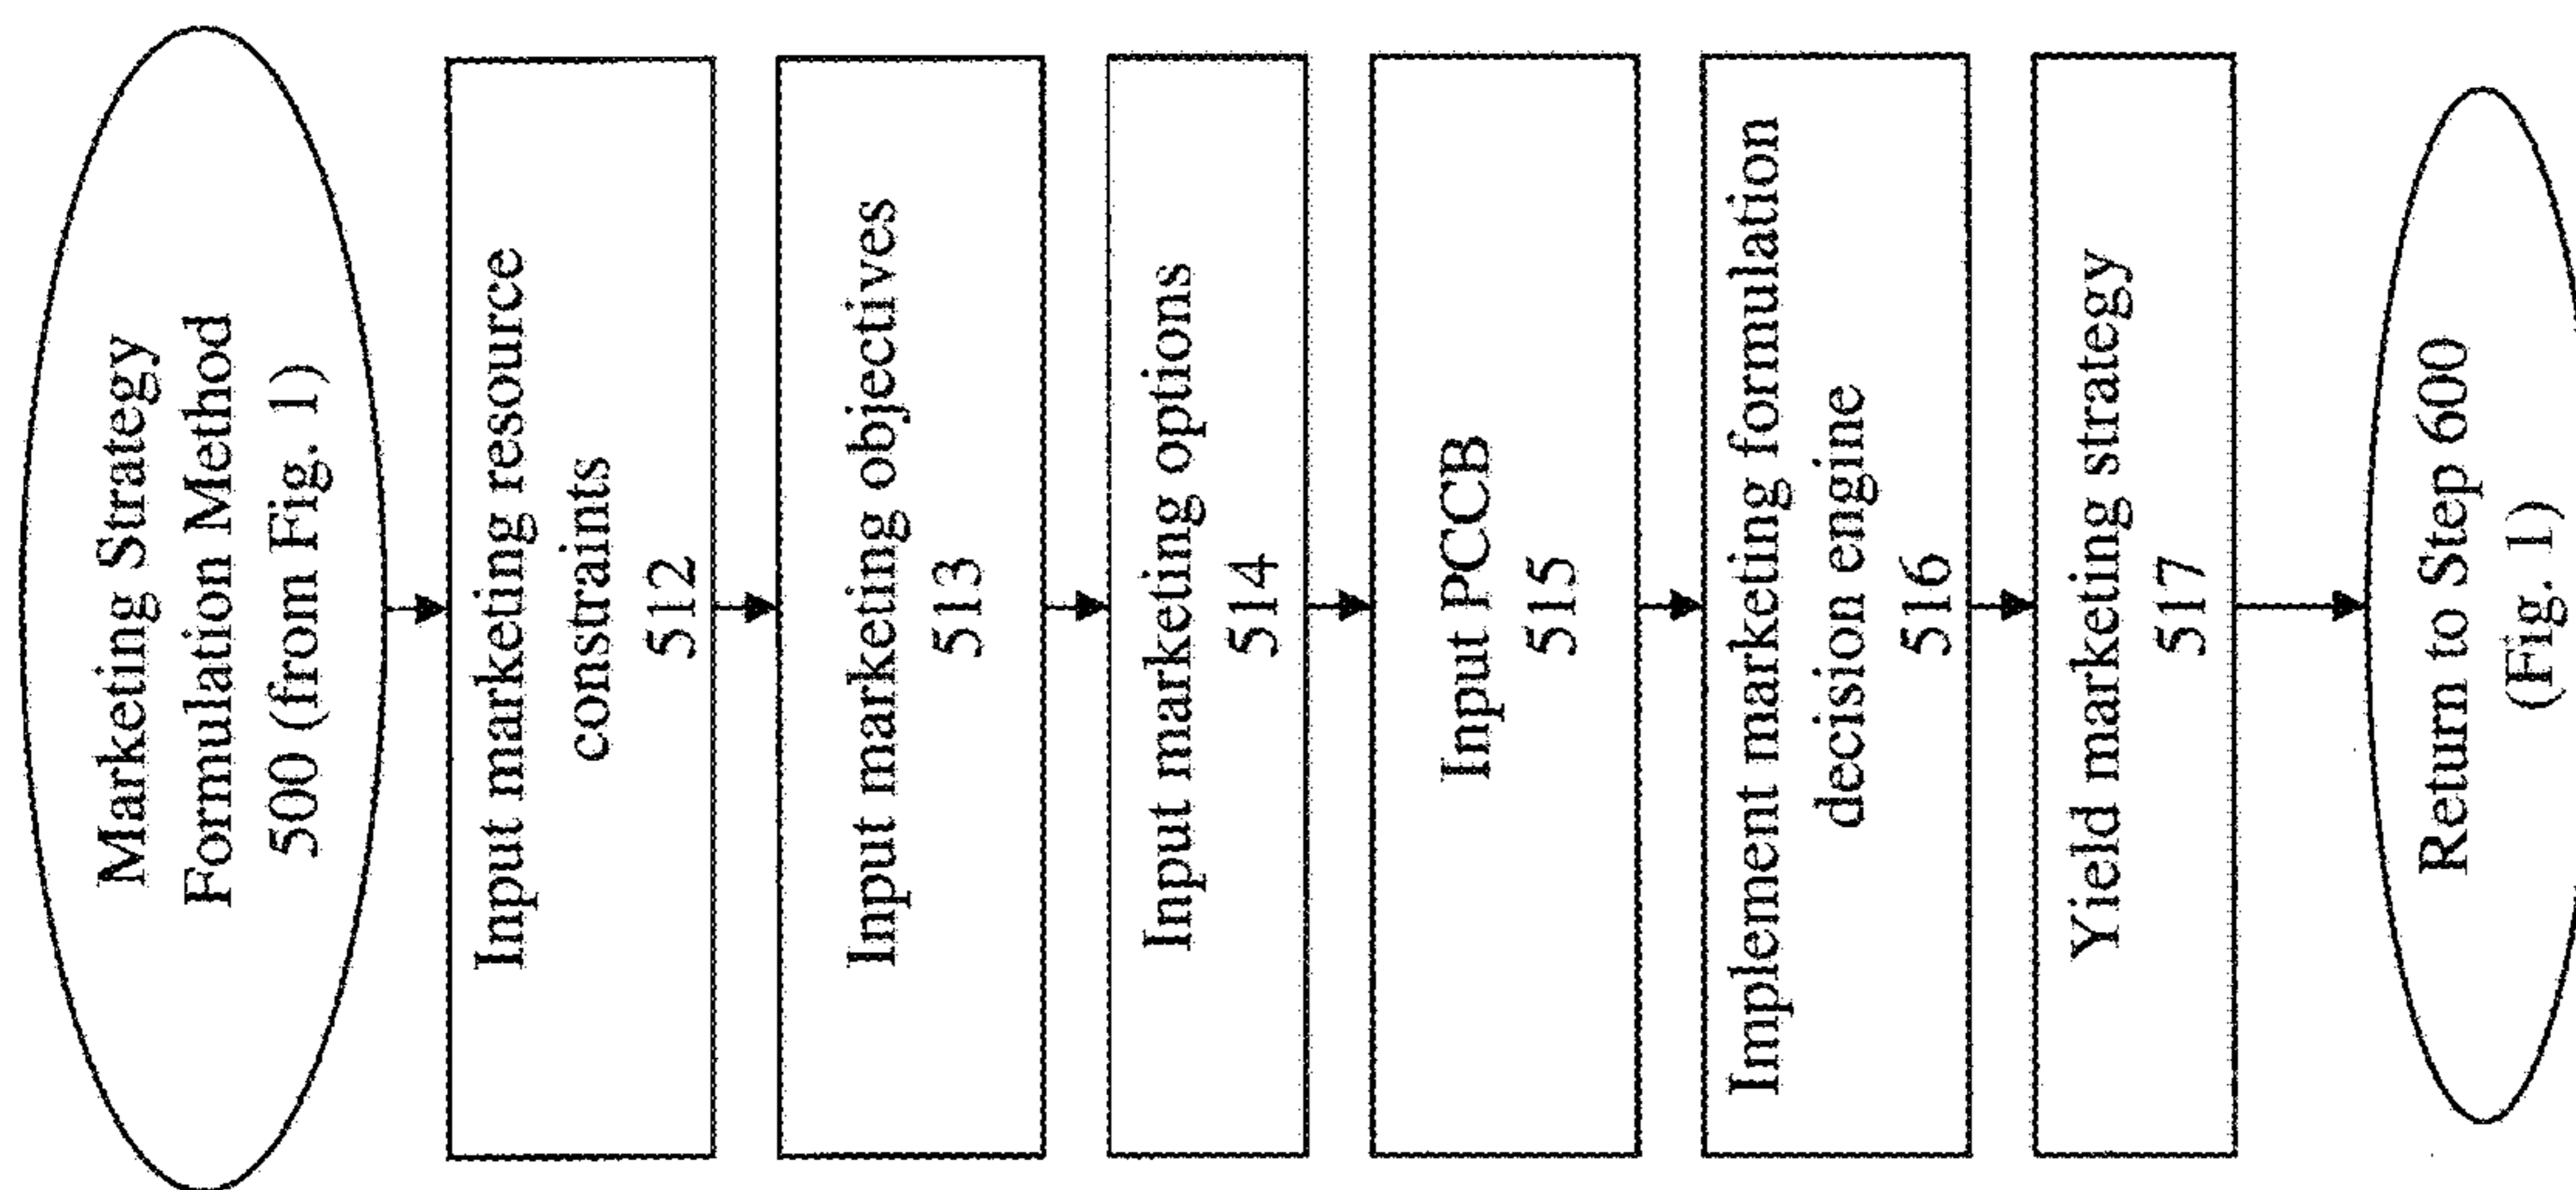 Marketing Strategy
Formulation Method
500 (from Fig. 1)
Input marketing resource
constraints
512
Input marketing objectives
513
Input marketing options
514
Input PCCB
515
Implement marketing formulation
decision engine
516
Yield marketing strategy
517
Return to Step 600
(Fig. 1)